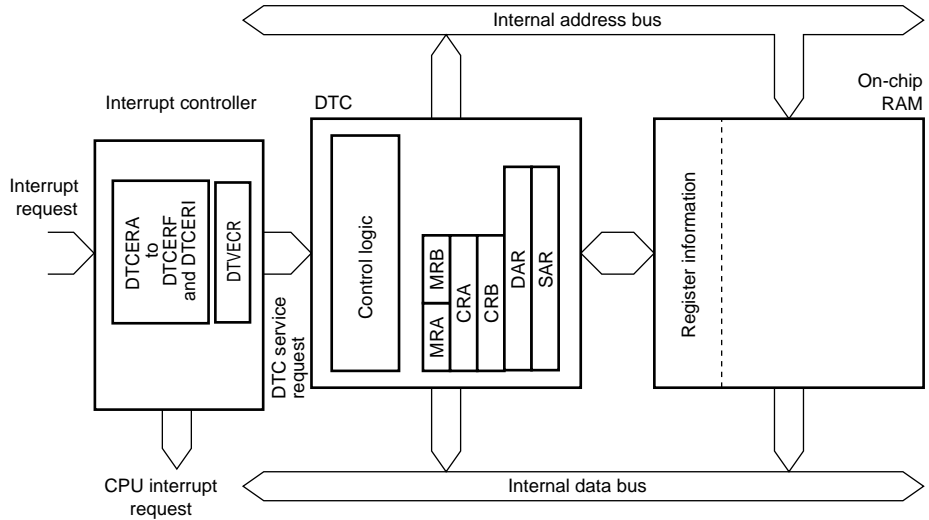 Internal address bus
Interrupt controller
DTC
On-chip
RAM
Interrupt
request
DTCERA
to
DTCERF
and DTCERI
DTVECR
DTC service
request
Control logic
MRA
MRB
CRA
CRB
DAR
SAR
Register information
CPU interrupt
request
Internal data bus